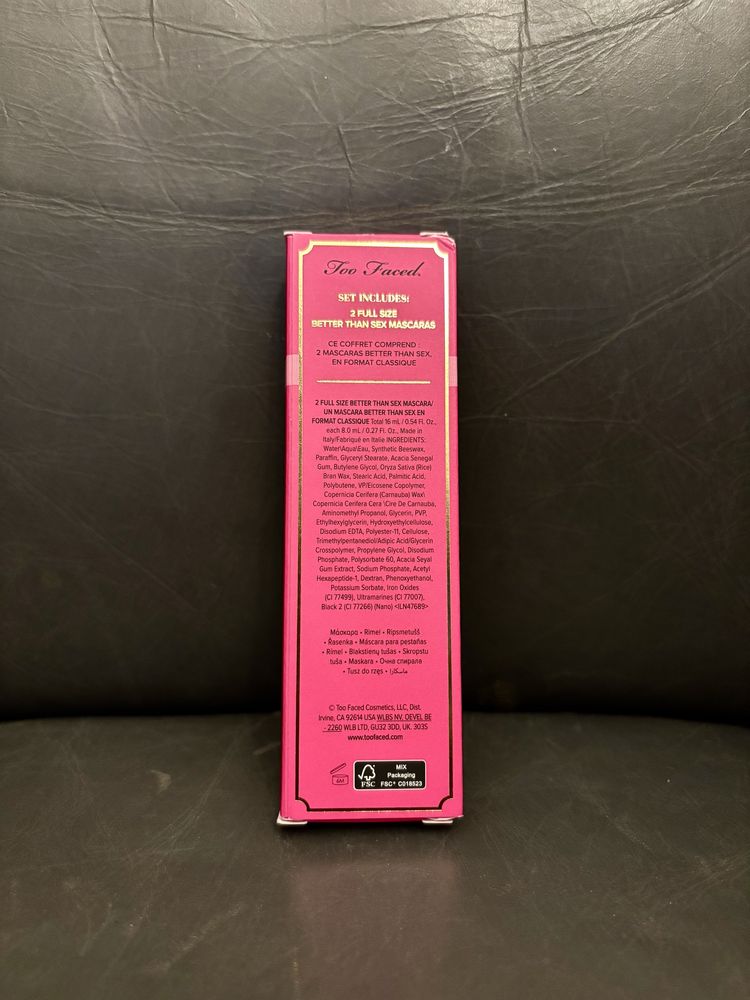 Too Faced.
SET INCLUDES:
2 FULL SIZE
BETTER THAN SEX MASCARAS
CE COFFRET COMPREND :
2 MASCARAS BETTER THAN SEX,
EN FORMAT CLASSIQUE
2 FULL SIZE BETTER THAN SEX MASCARA/
UN MASCARA BETTER THAN SEX EN
FORMAT CLASSIQUE Total 16 mL / 0.54 Fl. Oz.,
each 8.0 mL / 0.27 Fl. Oz., Made in
Italy/Fabriqué en Italie INGREDIENTS:
Water\Aqua\Eau, Synthetic Beeswax,
Paraffin, Glyceryl Stearate, Acacia Senegal
Gum, Butylene Glycol, Oryza Sativa (Rice)
Bran Wax, Stearic Acid, Palmitic Acid,
Polybutene, VP/Eicosene Copolymer,
Copernicia Cerifera (Carnauba) Wax\
Copernicia Cerifera Cera \Cire De Carnauba,
Aminomethyl Propanol, Glycerin, PVP,
Ethylhexylglycerin, Hydroxyethylcellulose,
Disodium EDTA, Polyester-11, Cellulose,
Trimethylpentanediol/Adipic Acid/Glycerin
Crosspolymer, Propylene Glycol, Disodium
Phosphate, Polysorbate 60, Acacia Seyal
Gum Extract, Sodium Phosphate, Acetyl
Hexapeptide-1, Dextran, Phenoxyethanol,
Potassium Sorbate, Iron Oxides
(CI 77499), Ultramarines (CI 77007),
Black 2 (CI 77266) (Nano) <ILN47689>
Μάσκαρα • Rimel • Ripsmetušš
• Řasenka • Máscara para pestañas
• Rimel • Blakstienų tušas • Skropstu
tuša • Maskara • Очна спирала
• Tusz do rzęs • ماسكارا
© Too Faced Cosmetics, LLC, Dist.
Irvine, CA 92614 USA WLBS NV, OEVEL BE
- 2260 WLB LTD, GU32 3DD, UK. 3035
www.toofaced.com
6M
FSC
MIX
Packaging
FSC® C018523